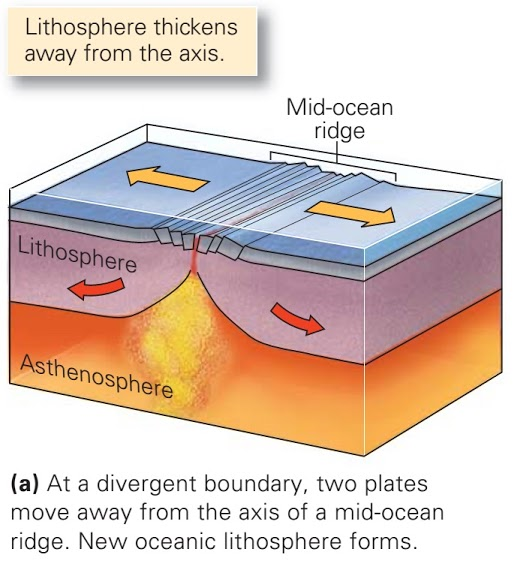 Lithosphere thickens
away from the axis.
Mid-ocean
ridge
Lithosphere
Asthenosphere
(a) At a divergent boundary, two plates
move away from the axis of a mid-ocean
ridge. New oceanic lithosphere forms.